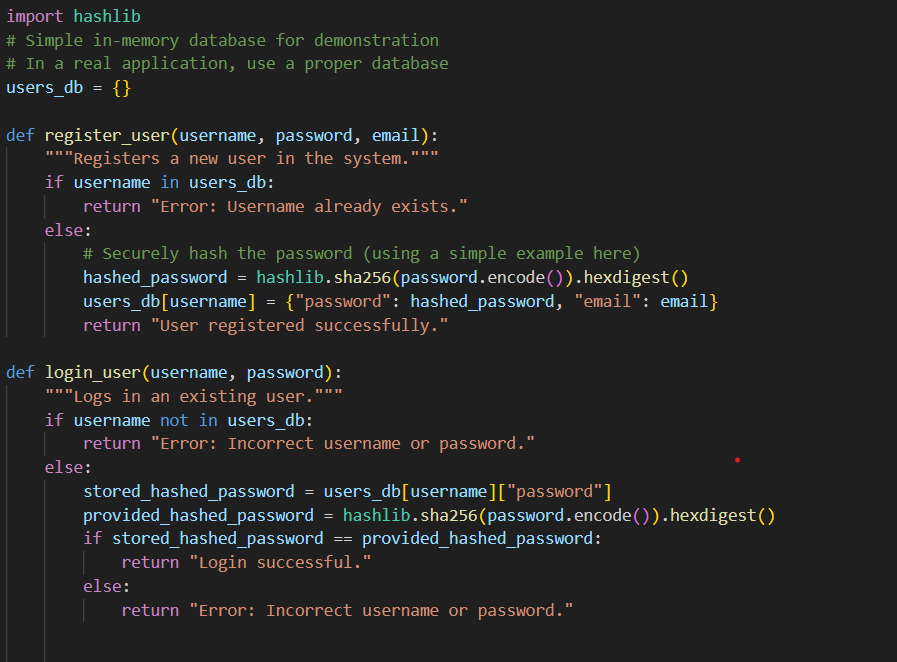 import hashlib
# Simple in-memory database for demonstration
# In a real application, use a proper database
users_db = {}

def register_user(username, password, email):
    """Registers a new user in the system."""
    if username in users_db:
        return "Error: Username already exists."
    else:
        # Securely hash the password (using a simple example here)
        hashed_password = hashlib.sha256(password.encode()).hexdigest()
        users_db[username] = {"password": hashed_password, "email": email}
        return "User registered successfully."

def login_user(username, password):
    """Logs in an existing user."""
    if username not in users_db:
        return "Error: Incorrect username or password."
    else:
        stored_hashed_password = users_db[username]["password"]
        provided_hashed_password = hashlib.sha256(password.encode()).hexdigest()
        if stored_hashed_password == provided_hashed_password:
            return "Login successful."
        else:
            return "Error: Incorrect username or password."